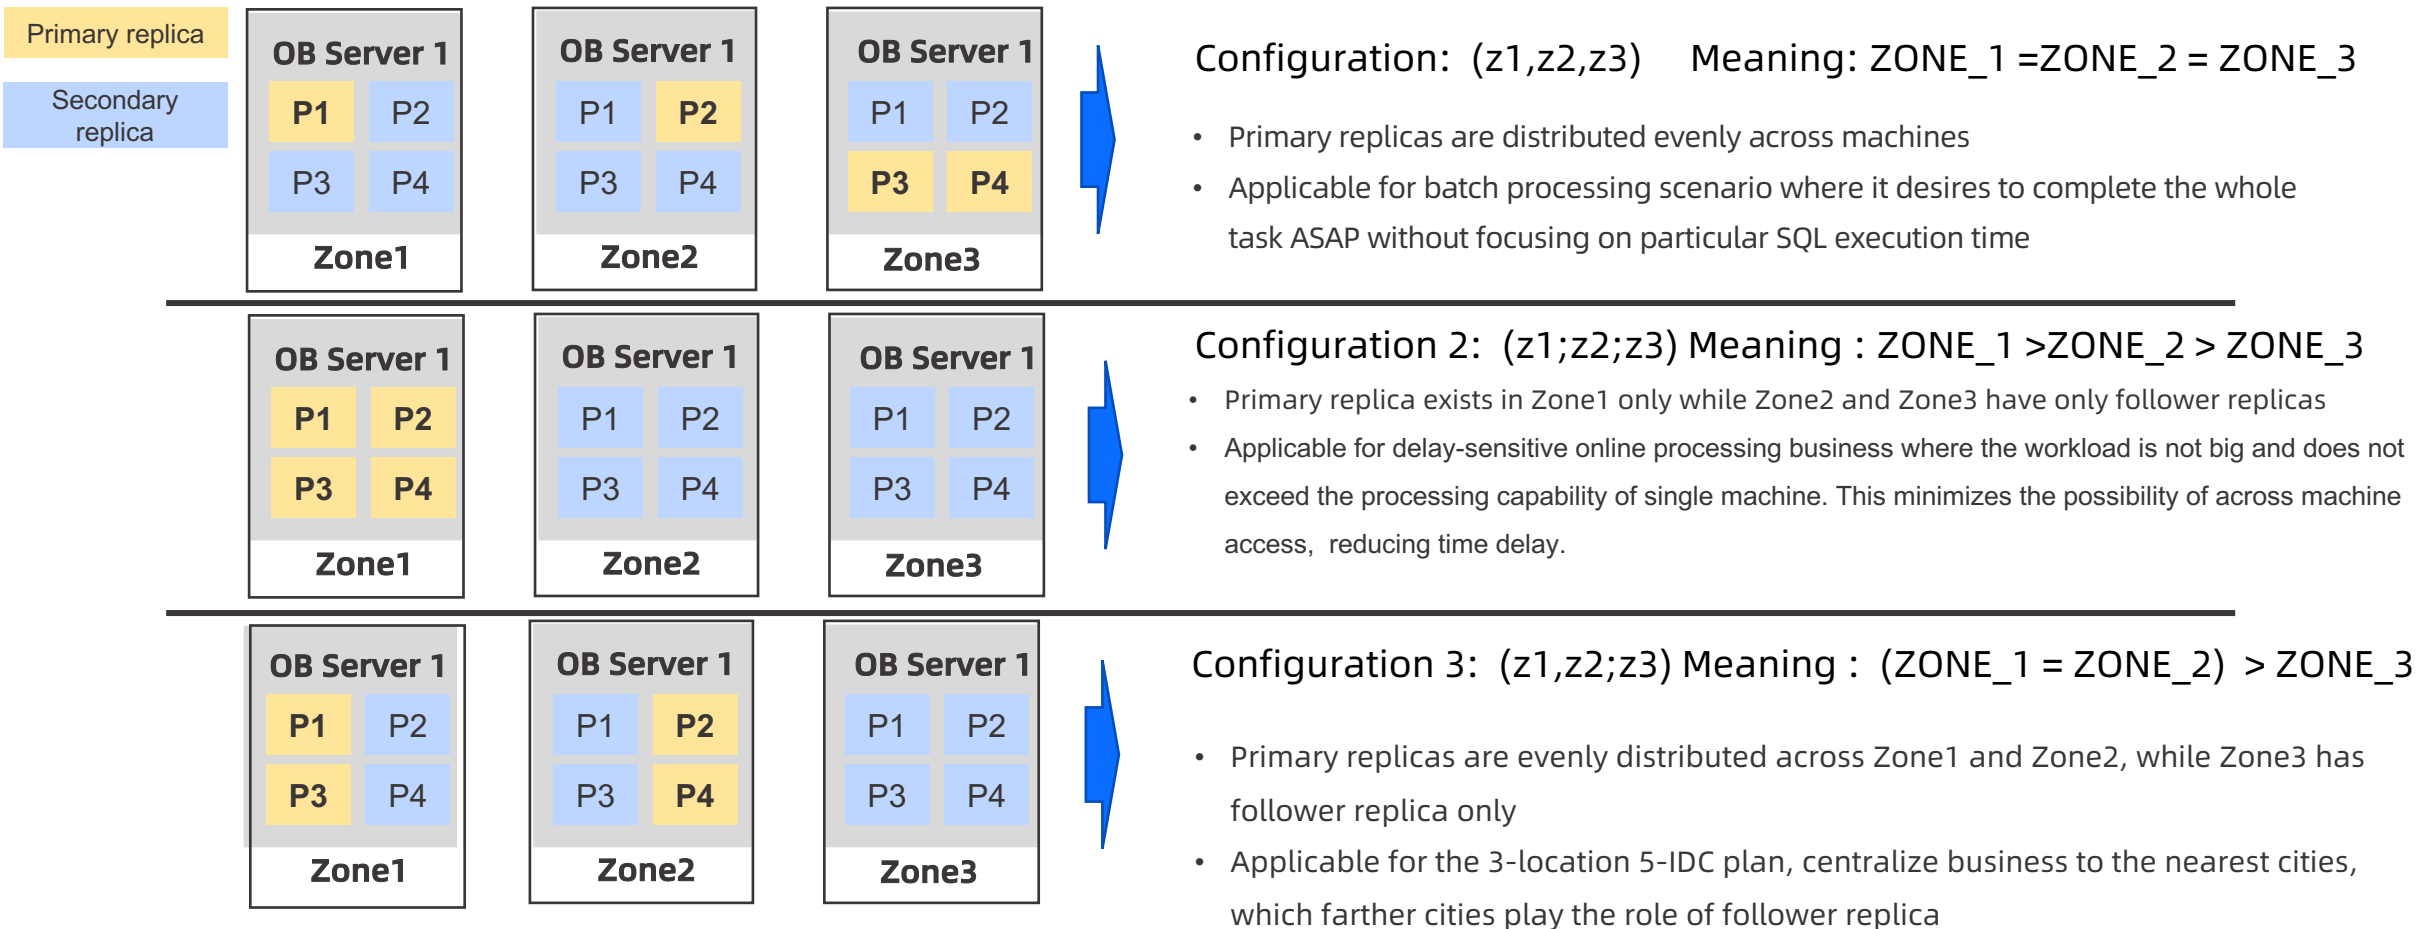 Primary replica
Secondary
replica
OB Server 1
P1 P2
P3 P4
Zone1
OB Server 1
P1 P2
P3 P4
Zone2
OB Server 1
P1 P2
P3 P4
Zone3
Configuration: (z1,z2,z3) Meaning: ZONE_1 =ZONE_2 = ZONE_3
• Primary replicas are distributed evenly across machines
• Applicable for batch processing scenario where it desires to complete the whole
task ASAP without focusing on particular SQL execution time
OB Server 1
P1 P2
P3 P4
Zone1
OB Server 1
P1 P2
P3 P4
Zone2
OB Server 1
P1 P2
P3 P4
Zone3
Configuration 2: (z1;z2;z3) Meaning : ZONE_1 >ZONE_2 > ZONE_3
• Primary replica exists in Zone1 only while Zone2 and Zone3 have only follower replicas
• Applicable for delay-sensitive online processing business where the workload is not big and does not
exceed the processing capability of single machine. This minimizes the possibility of across machine
access, reducing time delay.
OB Server 1
P1 P2
P3 P4
Zone1
OB Server 1
P1 P2
P3 P4
Zone2
OB Server 1
P1 P2
P3 P4
Zone3
Configuration 3: (z1,z2;z3) Meaning : (ZONE_1 = ZONE_2) > ZONE_3
• Primary replicas are evenly distributed across Zone1 and Zone2, while Zone3 has
follower replica only
• Applicable for the 3-location 5-IDC plan, centralize business to the nearest cities,
which farther cities play the role of follower replica